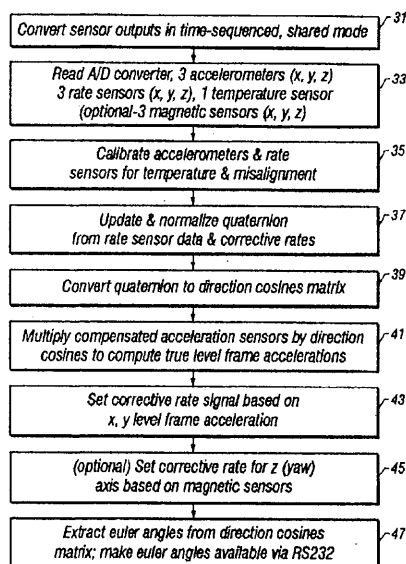 Convert sensor outputs in time-sequenced, shared mode
31
Read A/D converter, 3 accelerometers (x, y, z)
3 rate sensors (x, y, z), 1 temperature sensor
(optional-3 magnetic sensors (x, y, z)
33
Calibrate accelerometers & rate
sensors for temperature & misalignment
35
Update & normalize quaternion
from rate sensor data & corrective rates
37
Convert quaternion to direction cosines matrix
39
Multiply compensated acceleration sensors by direction
cosines to compute true level frame accelerations
41
Set corrective rate signal based on
x, y level frame acceleration
43
(optional) Set corrective rate for z (yaw)
axis based on magnetic sensors
45
Extract euler angles from direction cosines
matrix; make euler angles available via RS232
47